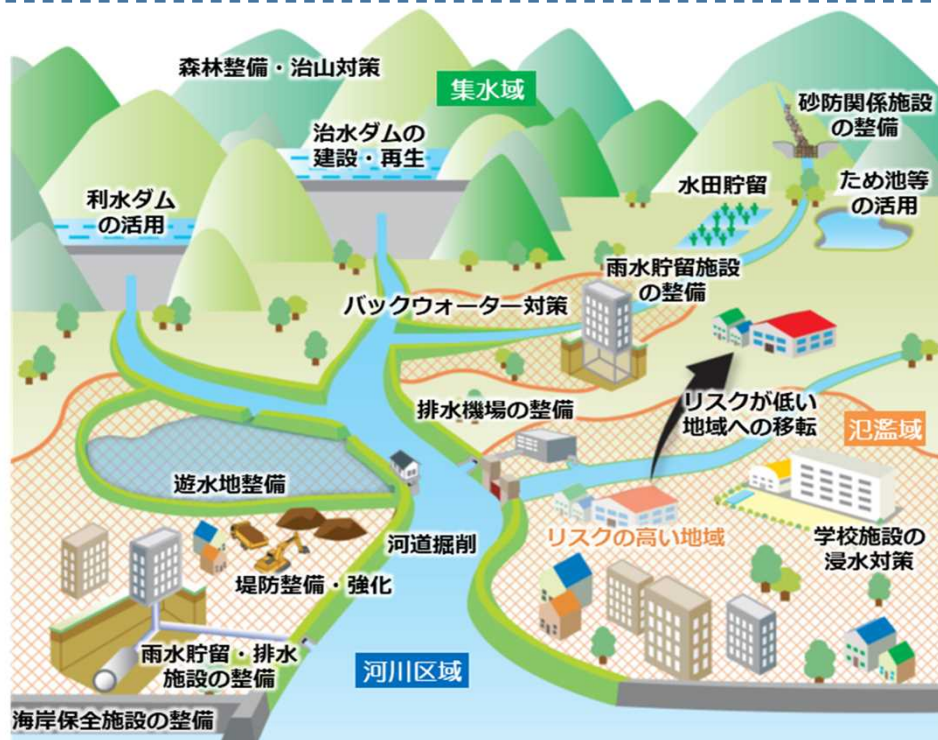 森林整備・治山対策
集水域
砂防関係施設
の整備
治水ダムの
建設・再生
水田貯留
ため池等
の活用
利水ダム
の活用
雨水貯留施設
の整備
バックウォーター対策
排水機場の整備
リスクが低い
地域への移転
氾濫域
遊水地整備
河道掘削
リスクの高い地域
学校施設の
浸水対策
堤防整備・強化
雨水貯留・排水
施設の整備
河川区域
海岸保全施設の整備